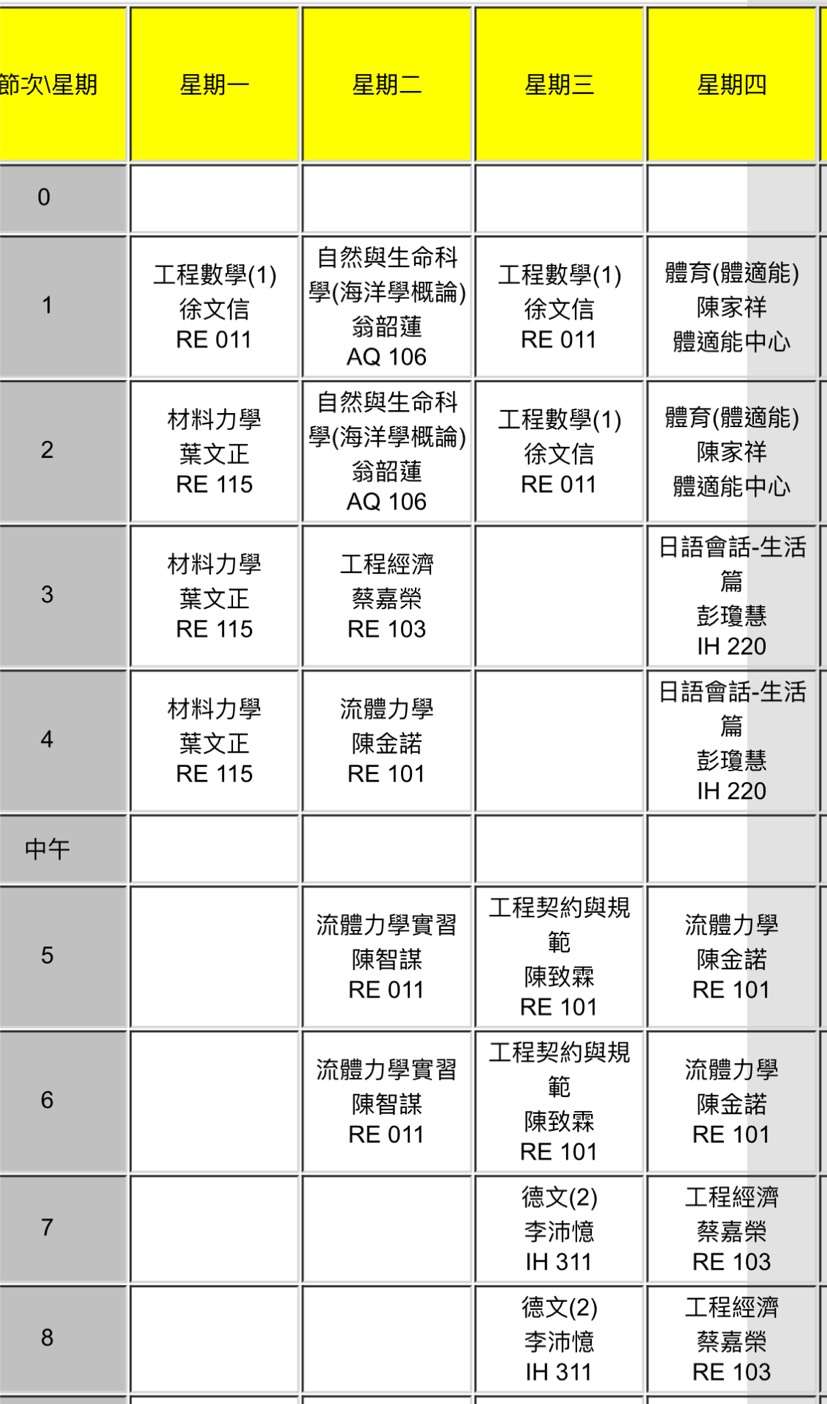 節次\星期 星期一 星期二 星期三 星期四
0
1
工程數學(1)
徐文信
RE 011
自然與生命科
學(海洋學概論)
翁韶蓮
AQ 106
工程數學(1)
徐文信
RE 011
體育(體適能)
陳家祥
體適能中心
2
材料力學
葉文正
RE 115
自然與生命科
學(海洋學概論)
翁韶蓮
AQ 106
工程數學(1)
徐文信
RE 011
體育(體適能)
陳家祥
體適能中心
3
材料力學
葉文正
RE 115
工程經濟
蔡嘉榮
RE 103
日語會話-生活
篇
彭瓊慧
IH 220
4
材料力學
葉文正
RE 115
流體力學
陳金諾
RE 101
日語會話-生活
篇
彭瓊慧
IH 220
中午
5
流體力學實習
陳智謀
RE 011
工程契約與規
範
陳致霖
RE 101
流體力學
陳金諾
RE 101
6
流體力學實習
陳智謀
RE 011
工程契約與規
範
陳致霖
RE 101
流體力學
陳金諾
RE 101
7
德文(2)
李沛憶
IH 311
工程經濟
蔡嘉榮
RE 103
8
德文(2)
李沛憶
IH 311
工程經濟
蔡嘉榮
RE 103